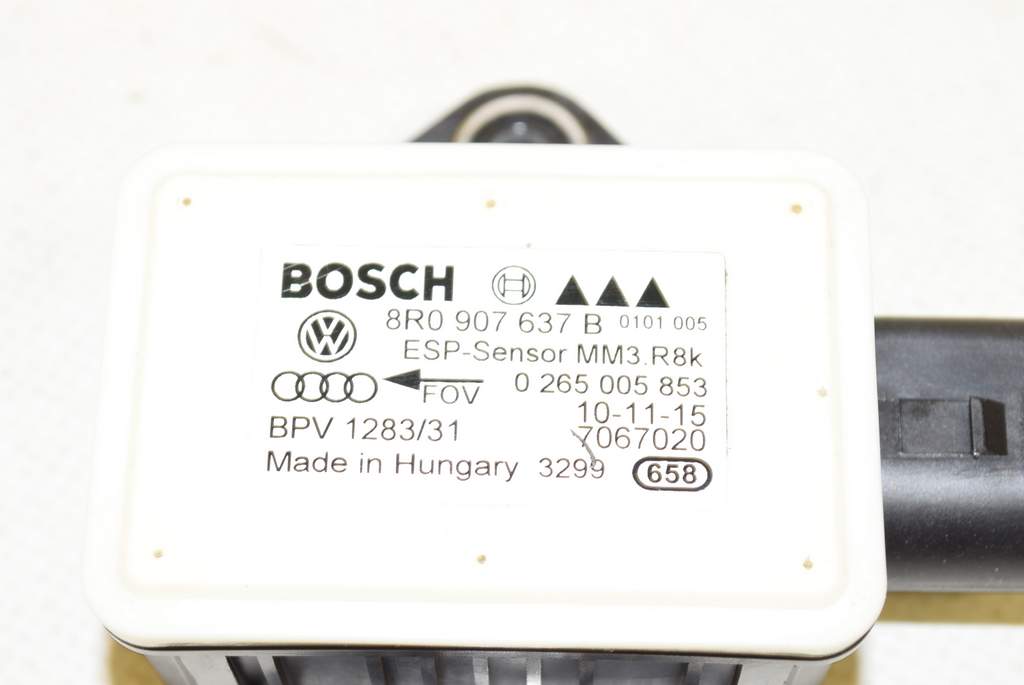 BOSCH
8R0 907 637 B 0101 005
ESP-Sensor MM3.R8k
FOV 0 265 005 853
10-11-15
BPV 1283/31 7067020
Made in Hungary 3299 658